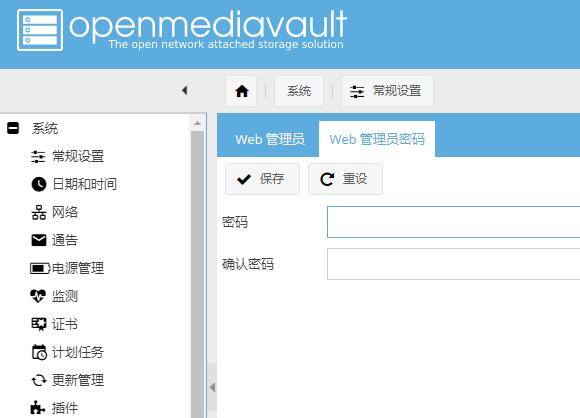 openmediavault
The open network attached storage solution
系统
常规设置
系统
常规设置
日期和时间
网络
通告
电源管理
监测
证书
计划任务
更新管理
插件
Web 管理员
Web 管理员密码
保存
重设
密码
确认密码